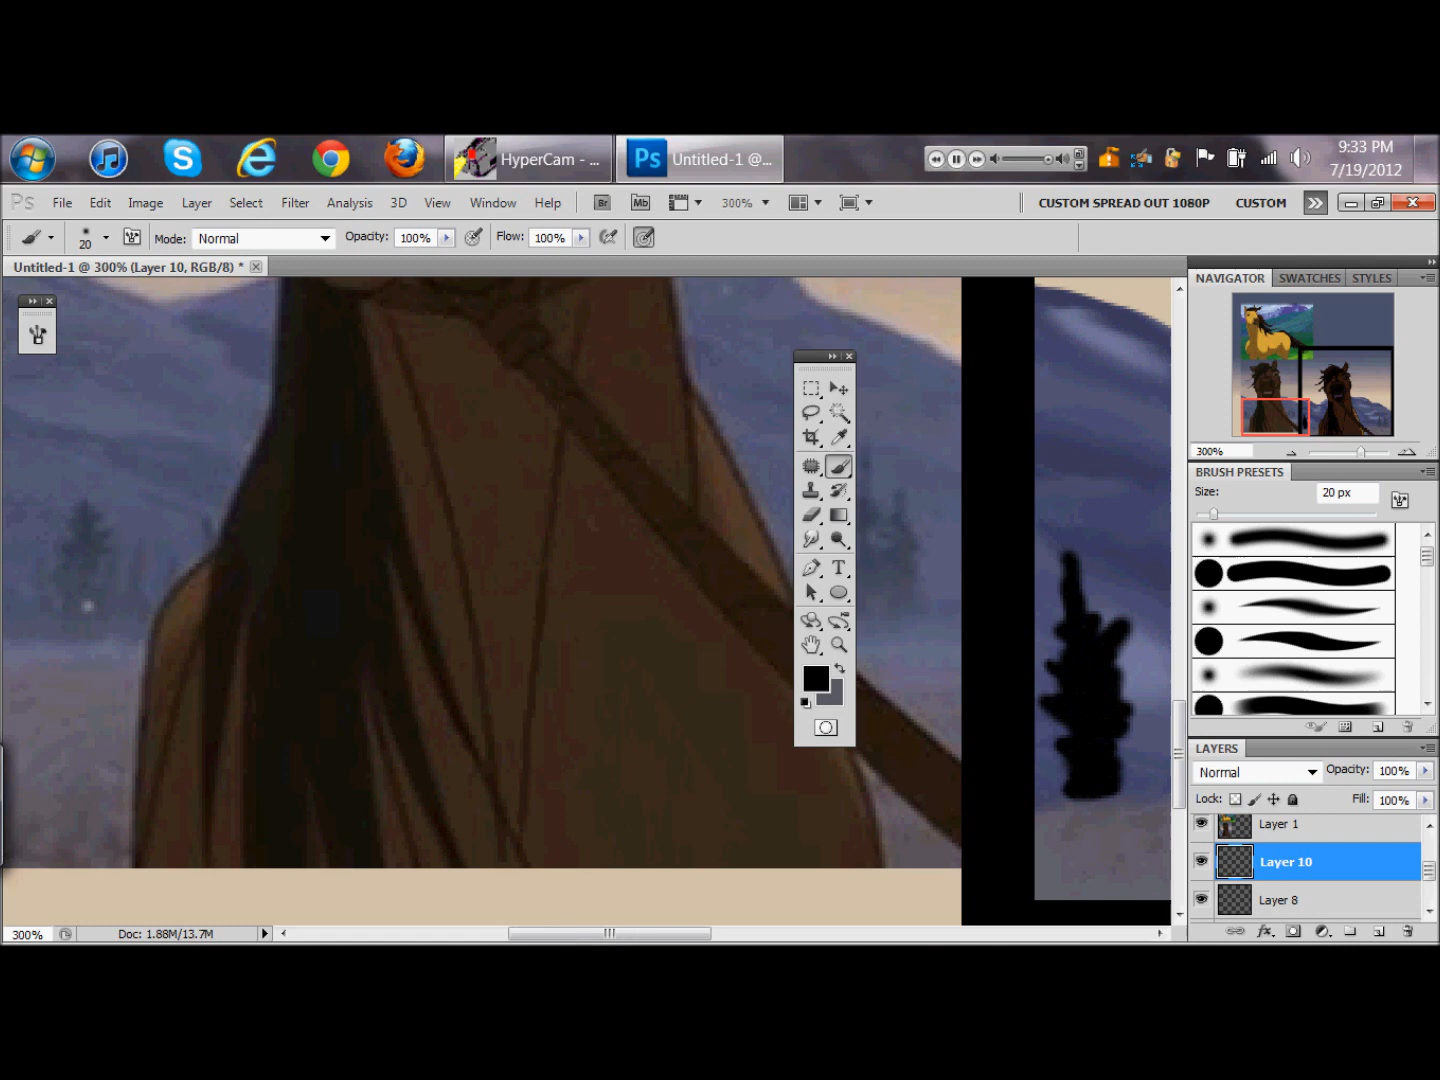 HyperCam - ...
Ps
Untitled-1 @...
9:33 PM
7/19/2012
Ps
File
Edit
Image
Layer
Select
Filter
Analysis
3D
View
Window
Help
Br
Mb
300%
CUSTOM SPREAD OUT 1080P
CUSTOM
20
Mode:
Normal
Opacity:
100%
Flow:
100%
Untitled-1 @ 300% (Layer 10, RGB/8) *
NAVIGATOR
SWATCHES
STYLES
300%
BRUSH PRESETS
Size:
20 px
T
LAYERS
Normal
Opacity:
100%
Lock:
Fill:
100%
Layer 1
Layer 10
Layer 8
fx
300%
Doc: 1.88M/13.7M